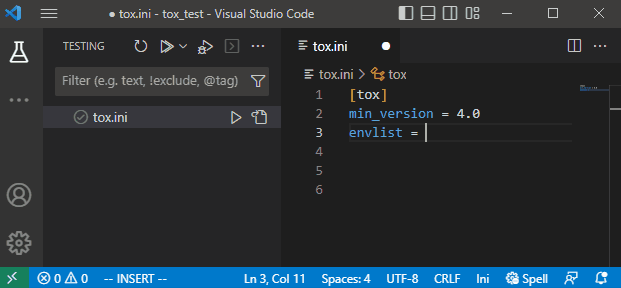 ● tox.ini - tox_test - Visual Studio Code
TESTING
Filter (e.g. text, !exclude, @tag)
tox.ini
tox.ini ●
tox.ini > tox
1 [tox]
2 min_version = 4.0
3 envlist =
4
5
6
0 0 -- INSERT -- Ln 3, Col 11 Spaces: 4 UTF-8 CRLF Ini Spell